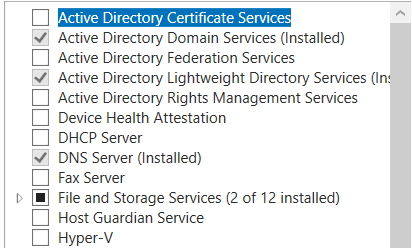 Active Directory Certificate Services
Active Directory Domain Services (Installed)
Active Directory Federation Services
Active Directory Lightweight Directory Services (Ins
Active Directory Rights Management Services
Device Health Attestation
DHCP Server
DNS Server (Installed)
Fax Server
File and Storage Services (2 of 12 installed)
Host Guardian Service
Hyper-V